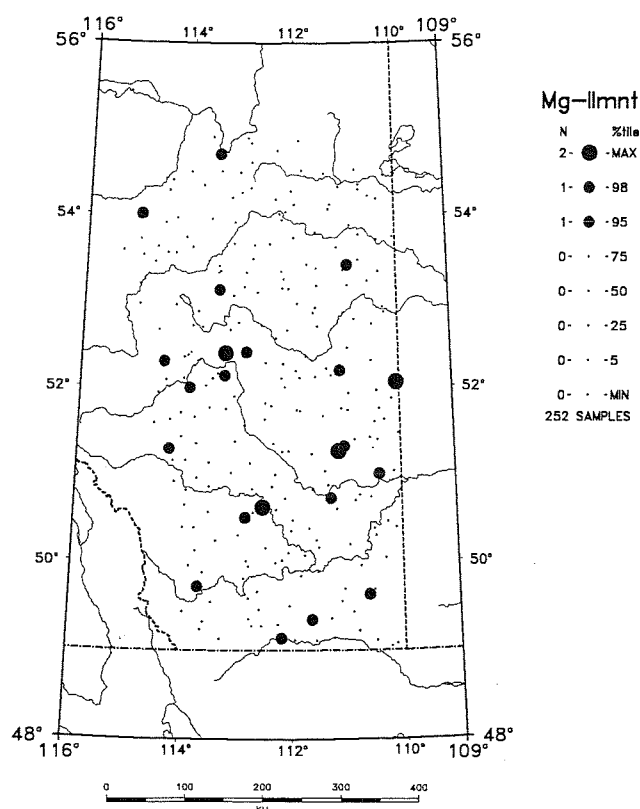 116° 114° 112° 110° 109°
56° 56°
54° 54°
52° 52°
50° 50°
48° 48°
116° 114° 112° 110° 109°
Mg-Ilmnt
N %tile
2- -MAX
1- -98
1- -95
0- -75
0- -50
0- -25
0- -5
0- -MIN
252 SAMPLES
0 100 200 300 400